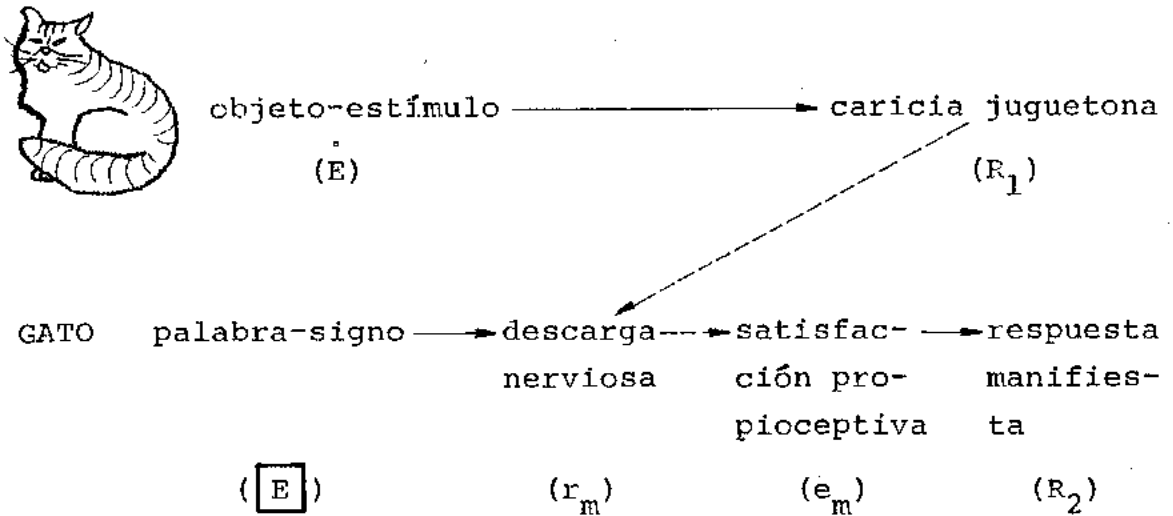 objeto-estímulo caricia juguetona
(Ė) (R1)
GATO palabra-signo descarga satisfac- respuesta
nerviosa ción pro- manifies-
pioceptiva ta
(E) (rm) (em) (R2)